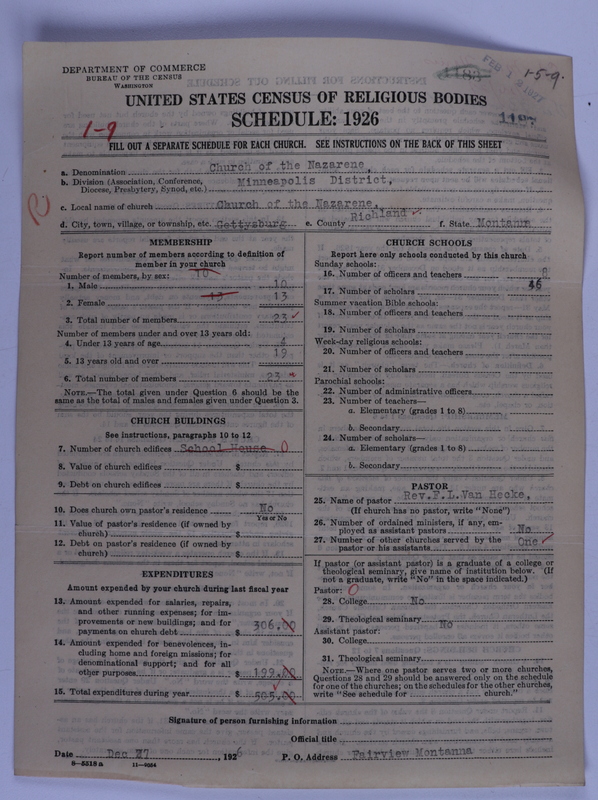 DEPARTMENT OF COMMERCE
BUREAU OF THE CENSUS
WASHINGTON
1183
FEB 1 1927
1-5-9.
UNITED STATES CENSUS OF RELIGIOUS BODIES
SCHEDULE: 1926
1187
1-9
FILL OUT A SEPARATE SCHEDULE FOR EACH CHURCH. SEE INSTRUCTIONS ON THE BACK OF THIS SHEET
a. Denomination Church of the Nazarene,
b. Division (Association, Conference, Diocese, Presbytery, Synod, etc.) Minneapolis District,
c. Local name of church Church of the Nazarene,
d. City, town, village, or township, etc. Gettysburg e. County Richland f. State Montanna
MEMBERSHIP
Report number of members according to definition of
member in your church
Number of members, by sex: 10
1. Male 10
2. Female 13 13
3. Total number of members 23
Number of members under and over 13 years old:
4. Under 13 years of age 4
5. 13 years old and over 19
6. Total number of members 23
NOTE.—The total given under Question 6 should be the
same as the total of males and females given under Question 3.
CHURCH BUILDINGS
See instructions, paragraphs 10 to 12
7. Number of church edifices School House 0
8. Value of church edifices $
9. Debt on church edifices $
10. Does church own pastor's residence No
Yes or No
11. Value of pastor's residence (if owned by
church) $
12. Debt on pastor's residence (if owned by
church) $
EXPENDITURES
Amount expended by your church during last fiscal year
13. Amount expended for salaries, repairs,
and other running expenses; for im-
provements or new buildings; and for
payments on church debt $ 306.00
14. Amount expended for benevolences, in-
cluding home and foreign missions; for
denominational support; and for all
other purposes $ 199.00
15. Total expenditures during year $ 505.00
CHURCH SCHOOLS
Report here only schools conducted by this church
Sunday schools:
16. Number of officers and teachers 8
17. Number of scholars 46
Summer vacation Bible schools:
18. Number of officers and teachers
19. Number of scholars
Week-day religious schools:
20. Number of officers and teachers
21. Number of scholars
Parochial schools:
22. Number of administrative officers
23. Number of teachers—
a. Elementary (grades 1 to 8)
b. Secondary
24. Number of scholars—
a. Elementary (grades 1 to 8)
b. Secondary
PASTOR
25. Name of pastor Rev.F.L.Van Hecke,
(If church has no pastor, write "None")
26. Number of ordained ministers, if any, em-
ployed as assistant pastors No
27. Number of other churches served by the
pastor or his assistants One
If pastor (or assistant pastor) is a graduate of a college or
theological seminary, give name of institution below. (If
not a graduate, write "No" in the space indicated.)
Pastor: 0
28. College No
29. Theological seminary No
Assistant pastor:
30. College
31. Theological seminary
NOTE.—Where one pastor serves two or more churches,
Questions 28 and 29 should be answered only on the schedule
for one of the churches; on the schedules for the other churches,
write "See schedule for church."
Signature of person furnishing information
Official title
Date Dec 27, 1926 P. O. Address Fairview Montanna
8-5318a 11-9054